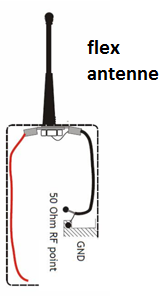 flex
antenne
50 Ohm RF point
GND